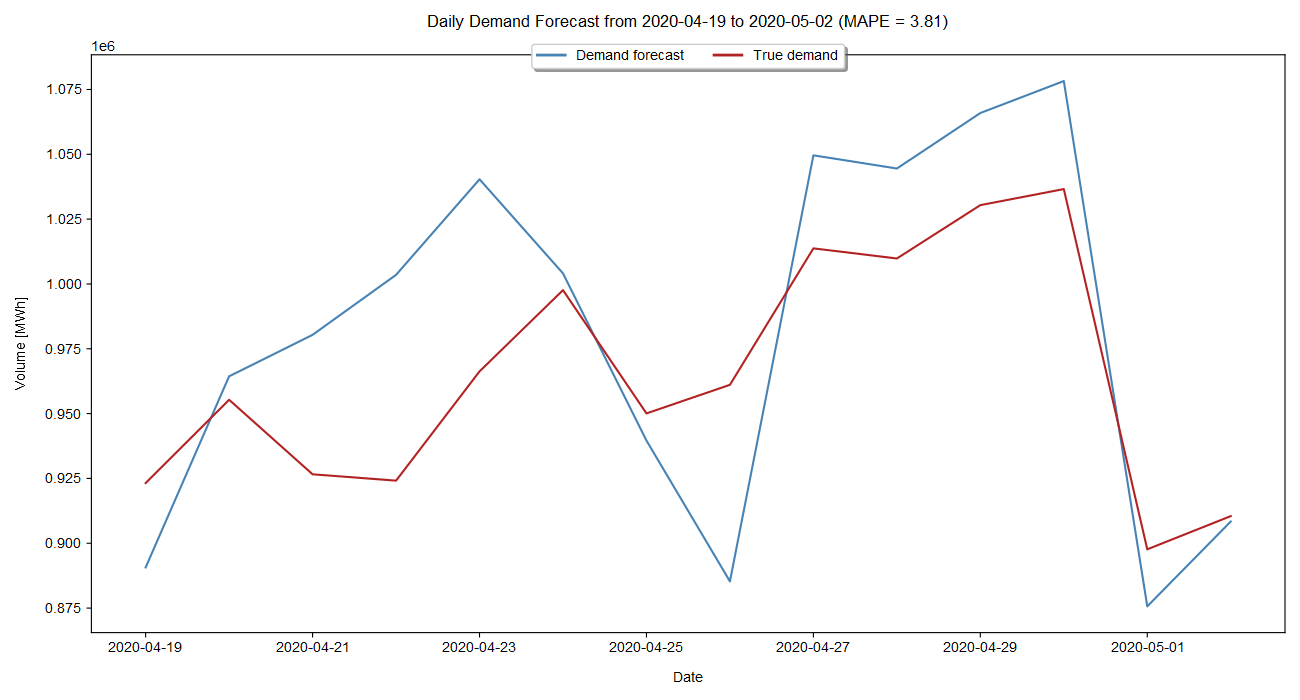 Daily Demand Forecast from 2020-04-19 to 2020-05-02 (MAPE = 3.81)
1e6
Demand forecast
True demand
1.075
1.050
1.025
1.000
0.975
0.950
0.925
0.900
0.875
Volume [MWh]
2020-04-19
2020-04-21
2020-04-23
2020-04-25
2020-04-27
2020-04-29
2020-05-01
Date